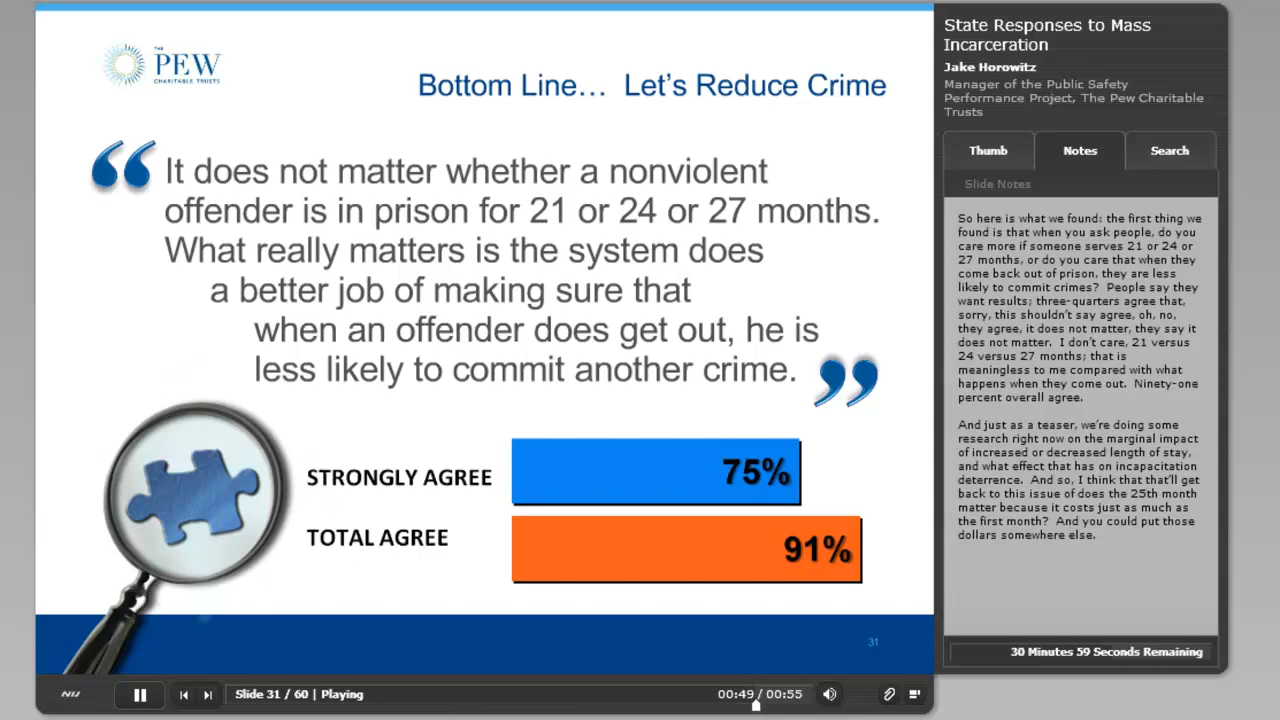 THE
PEW
CHARITABLE TRUSTS
Bottom Line… Let's Reduce Crime
“It does not matter whether a nonviolent
offender is in prison for 21 or 24 or 27 months.
What really matters is the system does
a better job of making sure that
when an offender does get out, he is
less likely to commit another crime.”
STRONGLY AGREE
75%
TOTAL AGREE
91%
31
NIJ
Slide 31 / 60 | Playing
00:49 / 00:55
State Responses to Mass
Incarceration
Jake Horowitz
Manager of the Public Safety
Performance Project, The Pew Charitable
Trusts
Thumb
Notes
Search
Slide Notes
So here is what we found: the first thing we
found is that when you ask people, do you
care more if someone serves 21 or 24 or
27 months, or do you care that when they
come back out of prison, they are less
likely to commit crimes? People say they
want results; three-quarters agree that,
sorry, this shouldn't say agree, oh, no,
they agree, it does not matter, they say it
does not matter. I don't care, 21 versus
24 versus 27 months; that is
meaningless to me compared with what
happens when they come out. Ninety-one
percent overall agree.
And just as a teaser, we're doing some
research right now on the marginal impact
of increased or decreased length of stay,
and what effect that has on incapacitation
deterrence. And so, I think that that'll get
back to this issue of does the 25th month
matter because it costs just as much as
the first month? And you could put those
dollars somewhere else.
30 Minutes 59 Seconds Remaining